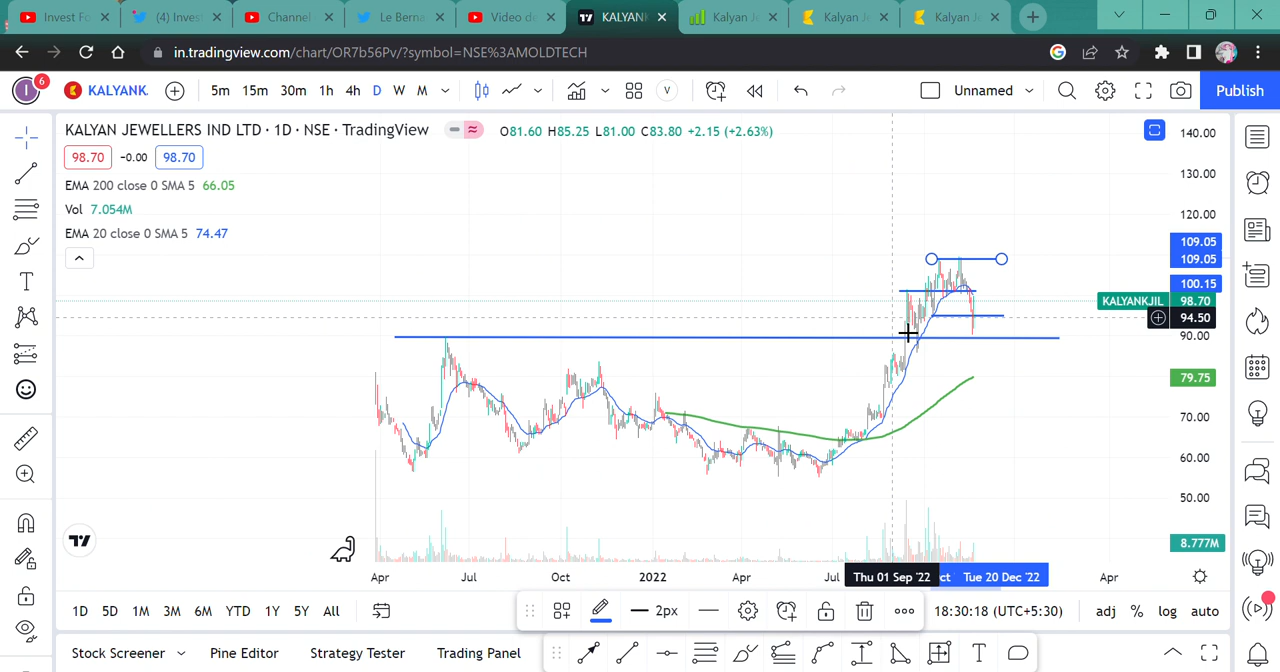 Invest Fo
(4) Invest
Channel
Le Berna
Video de
KALYANK
Kalyan Je
Kalyan J
Kalyan Je
in.tradingview.com/chart/OR7b56Pv/?symbol=NSE%3AMOLDTECH
I 6 KALYANK. 5m 15m 30m 1h 4h D W M V Unnamed Publish
KALYAN JEWELLERS IND LTD · 1D · NSE · TradingView O81.60 H85.25 L81.00 C83.80 +2.15 (+2.63%)
98.70 -0.00 98.70
EMA 200 close 0 SMA 5 66.05
Vol 7.054M
EMA 20 close 0 SMA 5 74.47
140.00
130.00
120.00
109.05
109.05
100.15
KALYANKJIL 98.70
94.50
90.00
79.75
70.00
60.00
50.00
8.777M
Apr Jul Oct 2022 Apr Jul Thu 01 Sep '22 ct Tue 20 Dec '22 Apr
1D 5D 1M 3M 6M YTD 1Y 5Y All 2px 18:30:18 (UTC+5:30) adj % log auto
Stock Screener Pine Editor Strategy Tester Trading Panel T